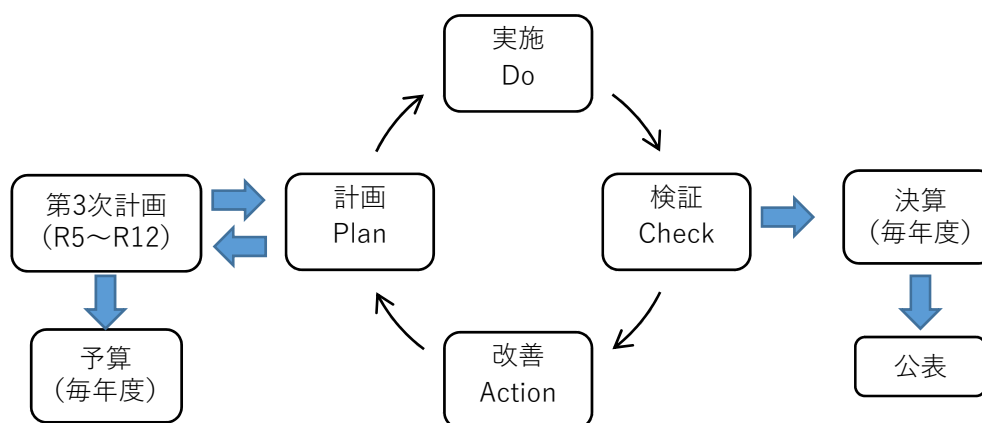 実施
Do
第3次計画
(R5～R12)
計画
Plan
検証
Check
決算
(毎年度)
予算
(毎年度)
改善
Action
公表